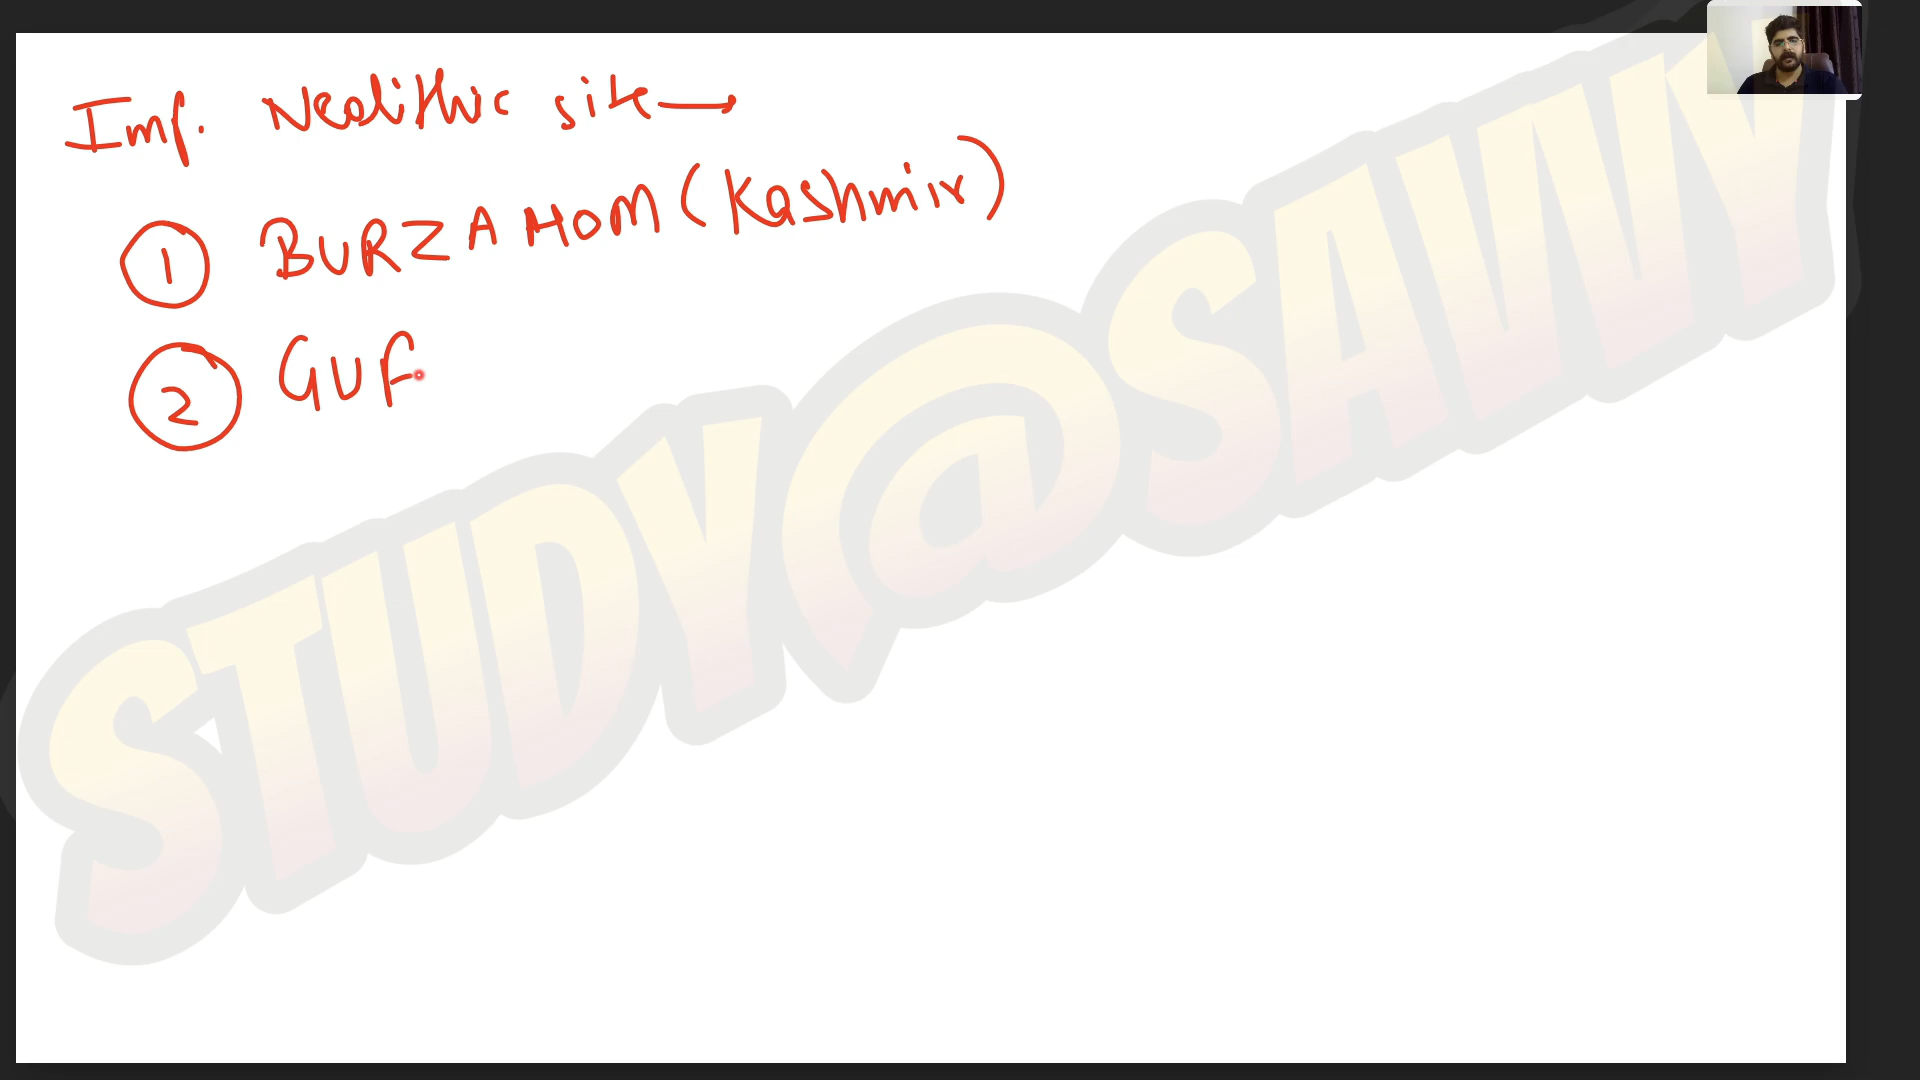 Imp. Neolithic site →
1 BURZAHOM (Kashmir)
2 GUF
STUDY@SAVVY